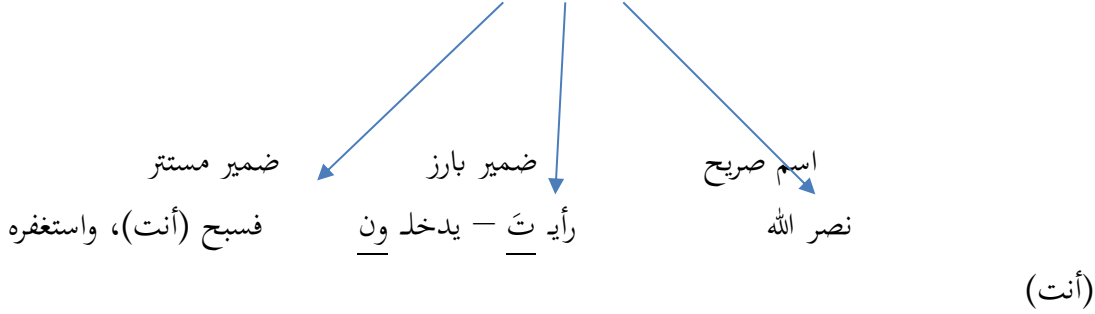 اسم صريح ضمير بارز ضمير مستتر
نصر الله رأيـ تَ – يدخلـ ون فسبح (أنت)، واستغفره
(أنت)